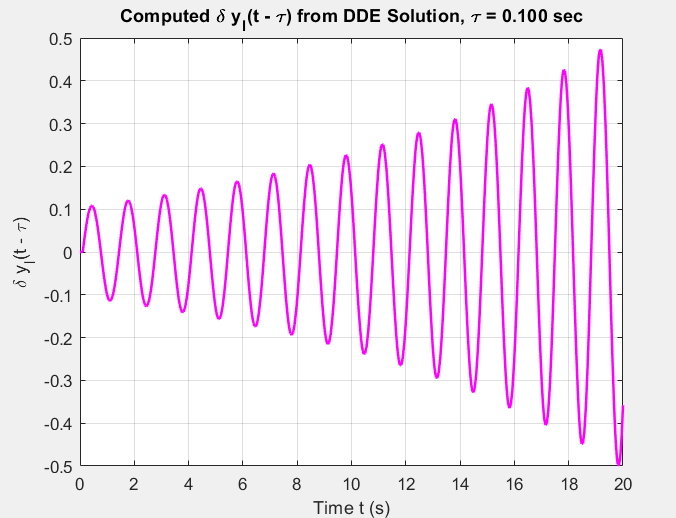 Computed δ y_l(t - τ) from DDE Solution, τ = 0.100 sec
0.5
0.4
0.3
0.2
0.1
0
-0.1
-0.2
-0.3
-0.4
-0.5
δ y_l(t - τ)
0 2 4 6 8 10 12 14 16 18 20
Time t (s)